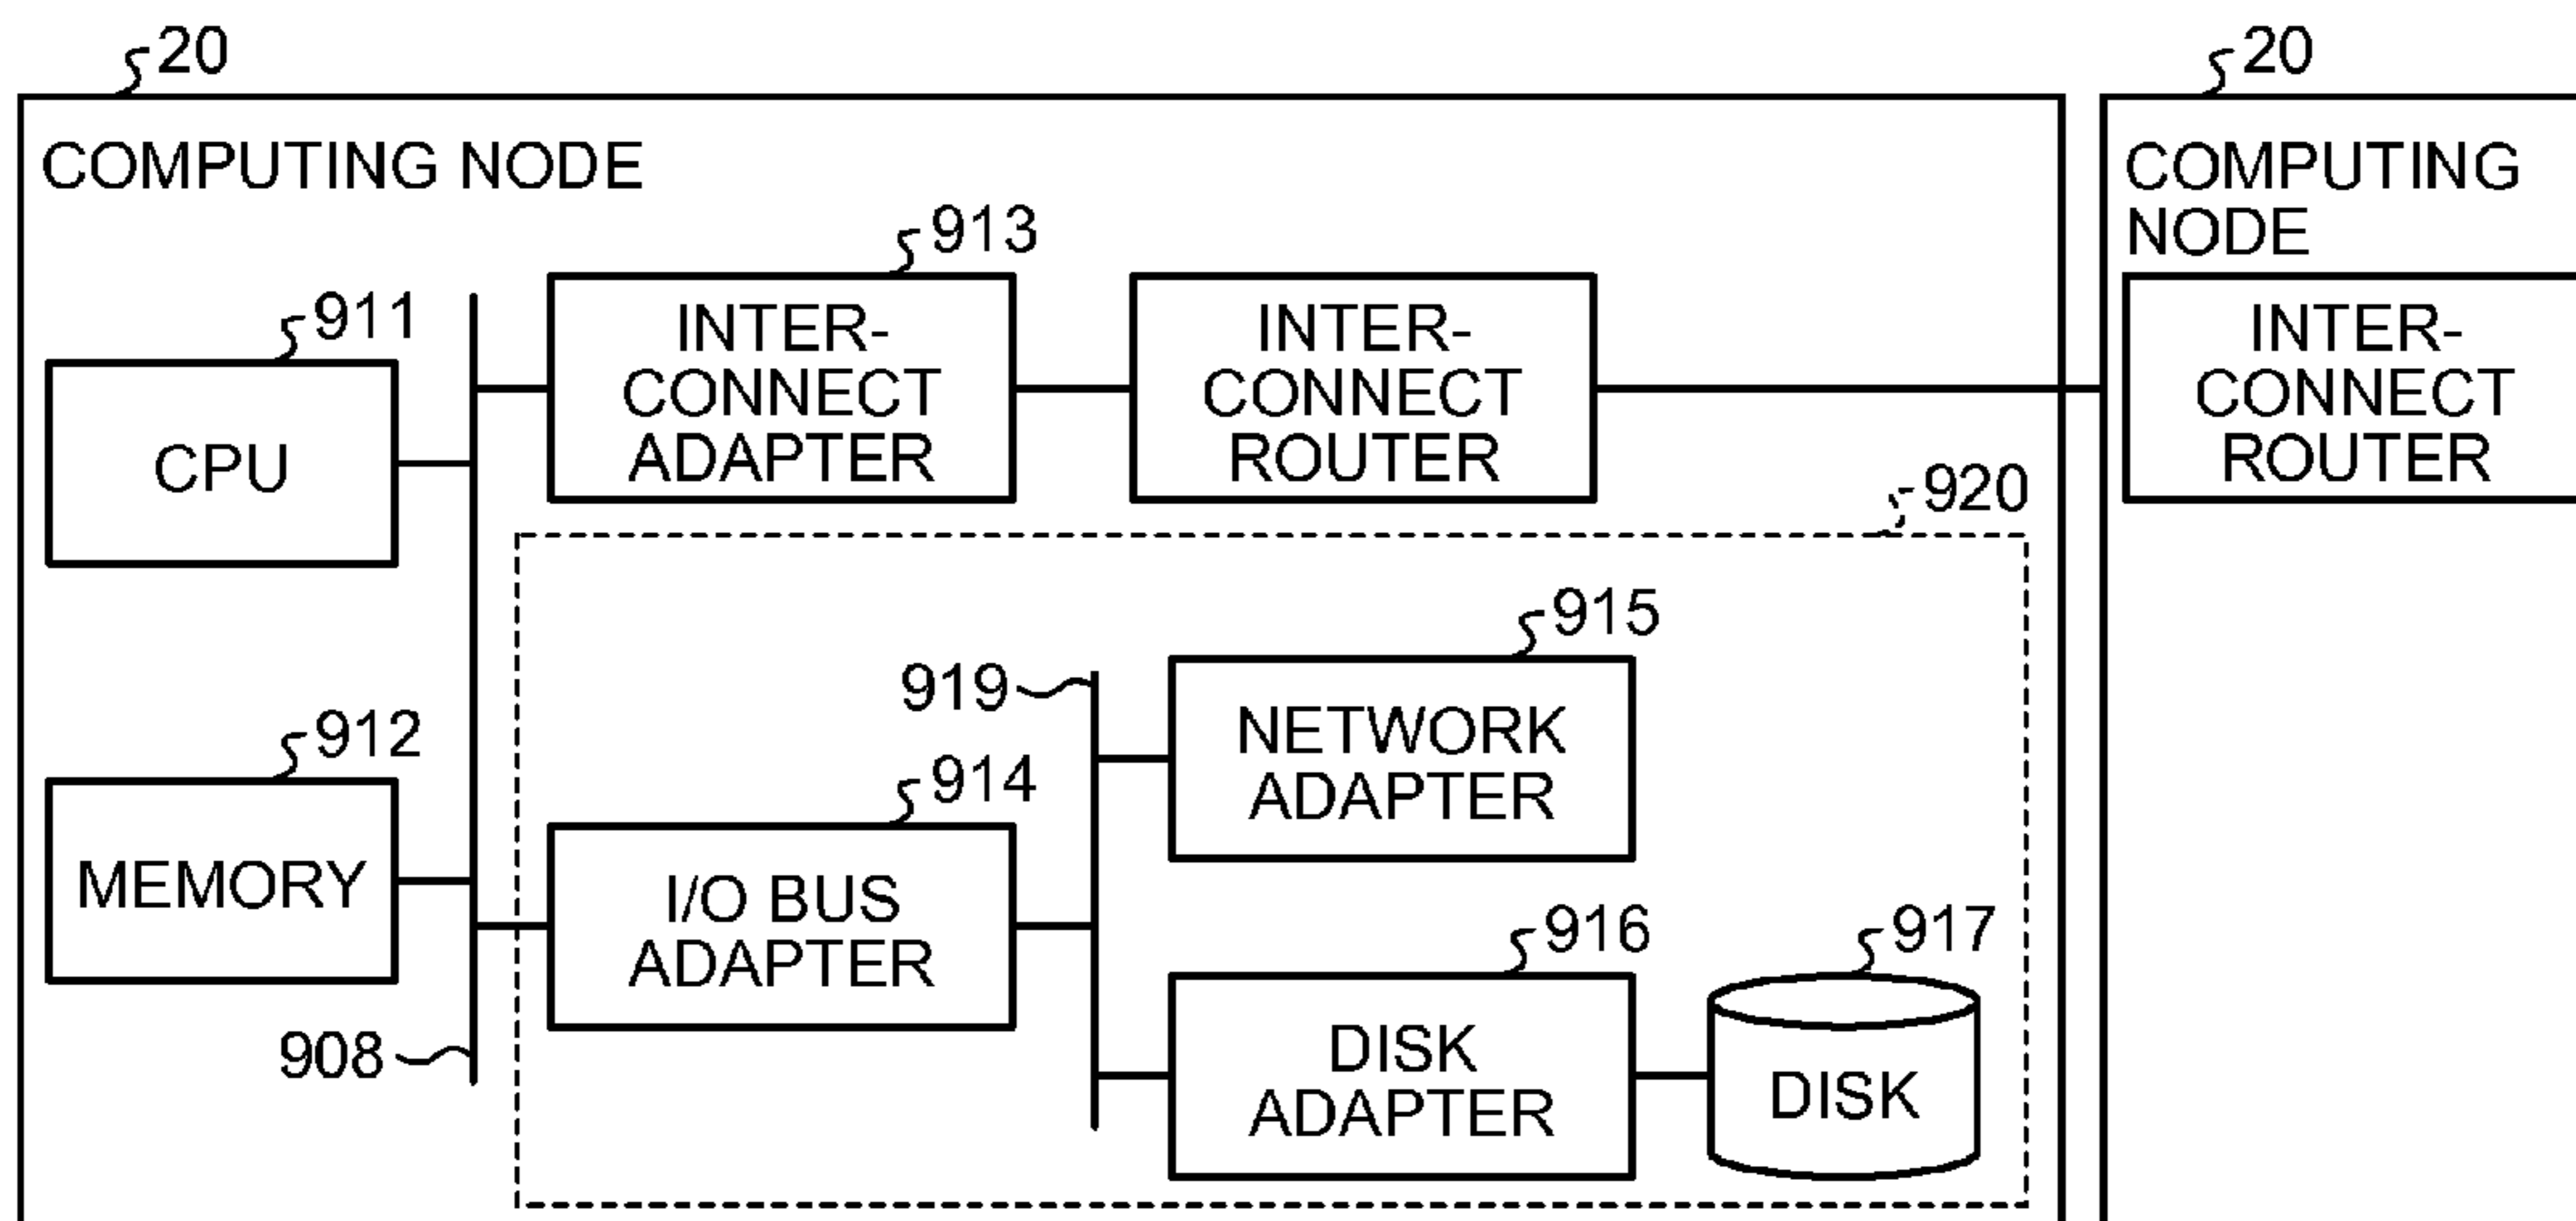 20
20
COMPUTING NODE
COMPUTING
NODE
913
INTER-
CONNECT
ADAPTER
INTER-
CONNECT
ROUTER
INTER-
CONNECT
ROUTER
911
CPU
920
915
919
NETWORK
ADAPTER
912
MEMORY
914
I/O BUS
ADAPTER
916
917
DISK
ADAPTER
DISK
908